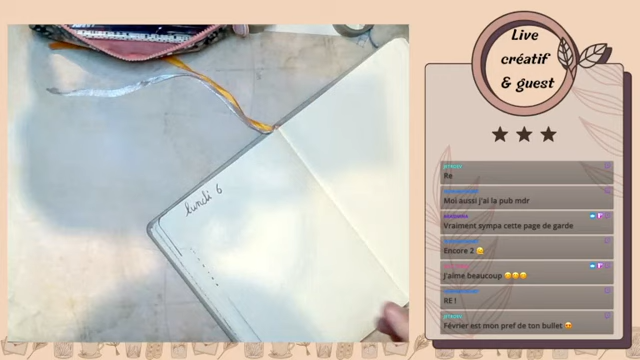 Live
créatif
& guest
lundi 6
Re
Moi aussi j'ai la pub mdr
Vraiment sympa cette page de garde
Encore 2 😄
J'aime beaucoup 😊😊😊
RE !
Février est mon pref de ton bullet 😍